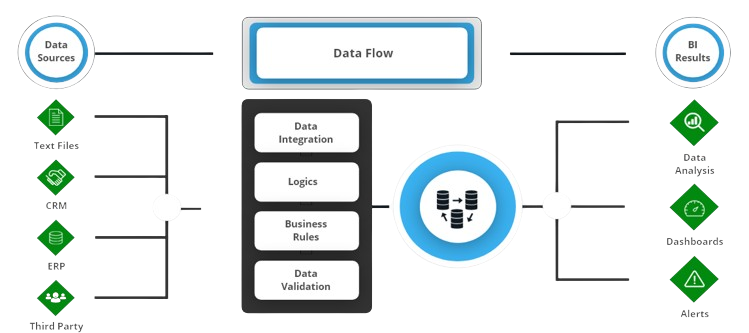 Data
Sources
Data Flow
BI
Results
Text Files
CRM
ERP
Third Party
Data
Integration
Logics
Business
Rules
Data
Validation
Data
Analysis
Dashboards
Alerts